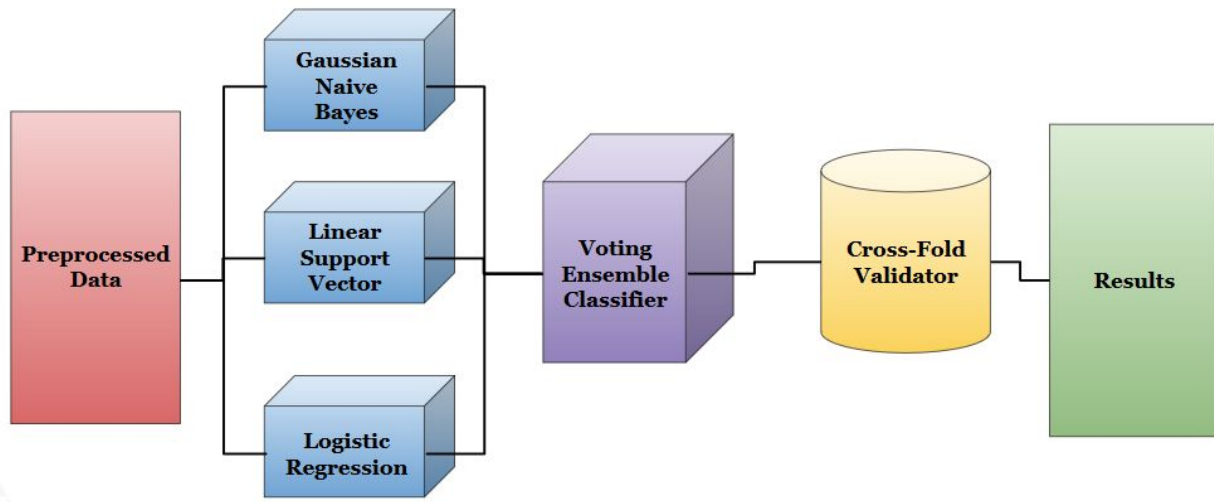 Preprocessed
Data
Gaussian
Naive
Bayes
Linear
Support
Vector
Logistic
Regression
Voting
Ensemble
Classifier
Cross-Fold
Validator
Results